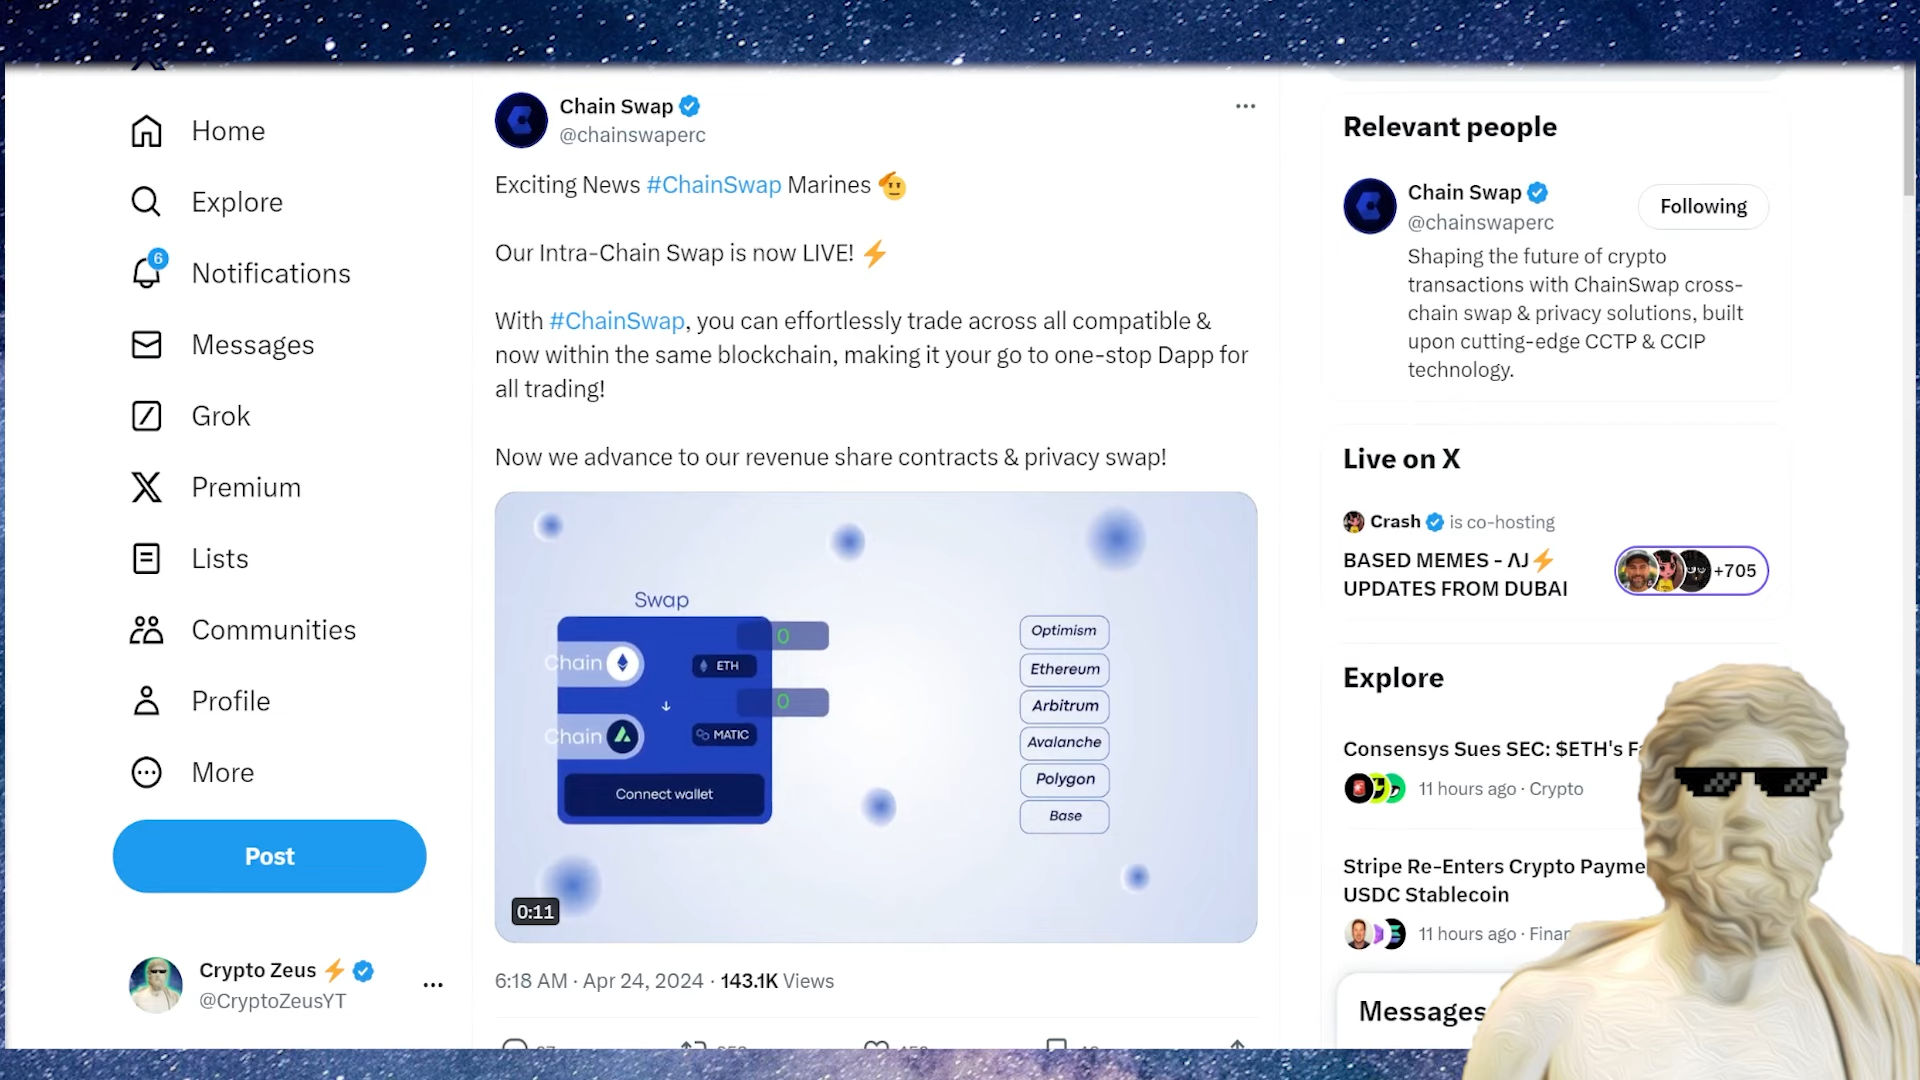 Home
Explore
6
Notifications
Messages
Grok
Premium
Lists
Communities
Profile
More
Post
Crypto Zeus
@CryptoZeusYT
Chain Swap
@chainswaperc
Exciting News #ChainSwap Marines
Our Intra-Chain Swap is now LIVE!
With #ChainSwap, you can effortlessly trade across all compatible &
now within the same blockchain, making it your go to one-stop Dapp for
all trading!
Now we advance to our revenue share contracts & privacy swap!
Swap
Chain
ETH
0
Chain
MATIC
0
Connect wallet
Optimism
Ethereum
Arbitrum
Avalanche
Polygon
Base
0:11
6:18 AM · Apr 24, 2024 · 143.1K Views
Relevant people
Chain Swap
@chainswaperc
Following
Shaping the future of crypto
transactions with ChainSwap cross-
chain swap & privacy solutions, built
upon cutting-edge CCTP & CCIP
technology.
Live on X
Crash is co-hosting
BASED MEMES - ΛJ
UPDATES FROM DUBAI
+705
Explore
Consensys Sues SEC: $ETH's
11 hours ago · Crypto
Stripe Re-Enters Crypto
USDC Stablecoin
11 hours ago ·
Messages